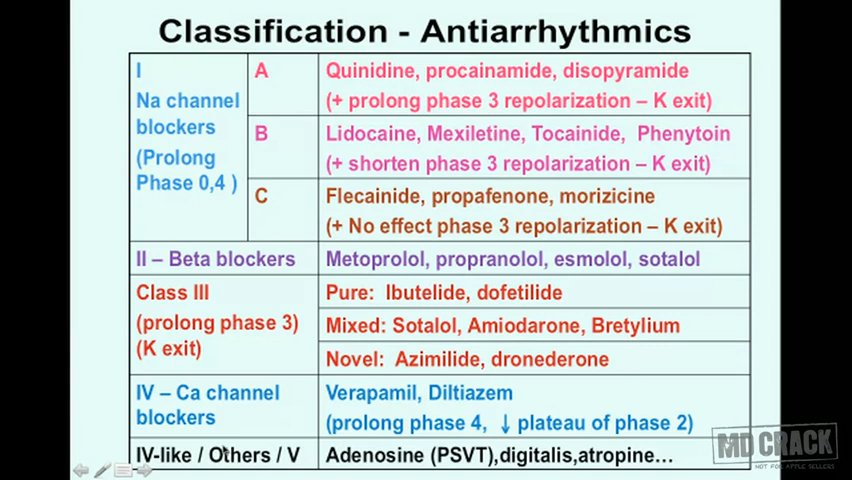 Classification - Antiarrhythmics
I
Na channel
blockers
(Prolong
Phase 0,4 )
A
Quinidine, procainamide, disopyramide
(+ prolong phase 3 repolarization – K exit)
B
Lidocaine, Mexiletine, Tocainide, Phenytoin
(+ shorten phase 3 repolarization – K exit)
C
Flecainide, propafenone, morizicine
(+ No effect phase 3 repolarization – K exit)
II – Beta blockers
Metoprolol, propranolol, esmolol, sotalol
Class III
(prolong phase 3)
(K exit)
Pure: Ibutelide, dofetilide
Mixed: Sotalol, Amiodarone, Bretylium
Novel: Azimilide, dronederone
IV – Ca channel
blockers
Verapamil, Diltiazem
(prolong phase 4, ↓ plateau of phase 2)
IV-like / Others / V
Adenosine (PSVT),digitalis,atropine...
MD CRACK
NOT FOR APPLE SELLERS